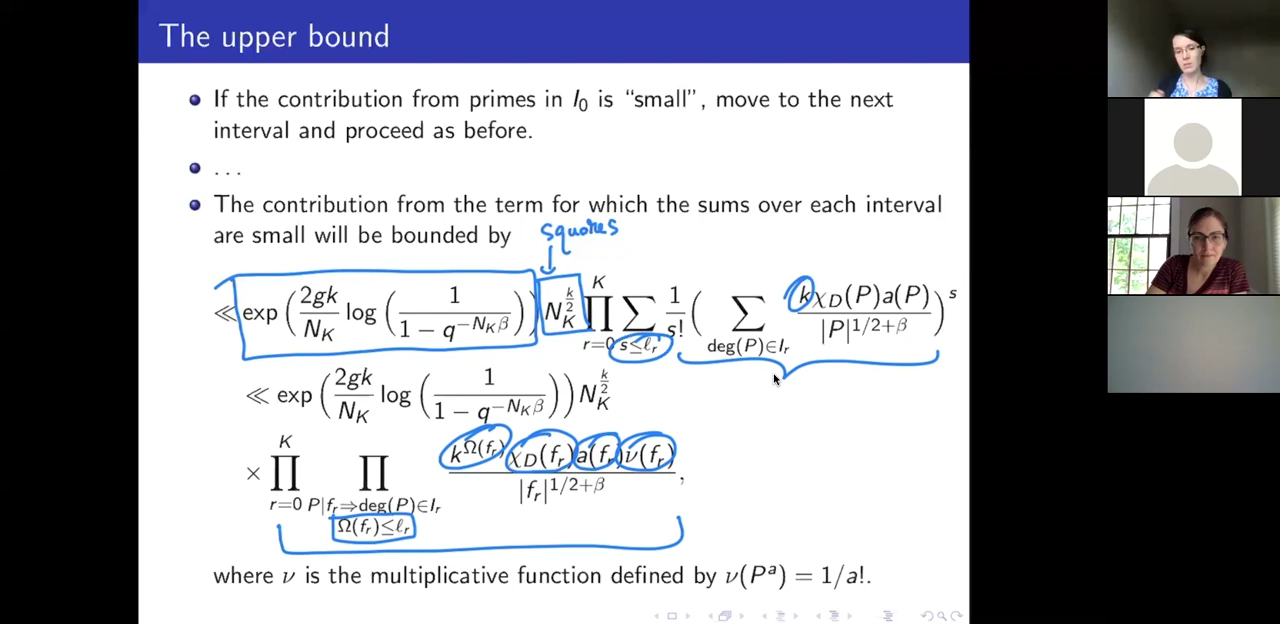 The upper bound
If the contribution from primes in I₀ is “small”, move to the next
interval and proceed as before.
. . .
The contribution from the term for which the sums over each interval
are small will be bounded by
squares
≪ exp ( 2gk/N_K log ( 1/(1 − q^{−N_K β}) ) ) N_K^{k/2} ∏_{r=0}^{K} ∑_{s≤ℓ_r} 1/s! ( ∑_{deg(P)∈I_r} kχ_D(P)a(P)/|P|^{1/2+β} )^s
≪ exp ( 2gk/N_K log ( 1/(1 − q^{−N_K β}) ) ) N_K^{k/2}
× ∏_{r=0}^{K} ∏_{P|f_r⇒deg(P)∈I_r, Ω(f_r)≤ℓ_r} k^{Ω(f_r)} χ_D(f_r)a(f_r)ν(f_r)/|f_r|^{1/2+β},
where ν is the multiplicative function defined by ν(P^a) = 1/a!.